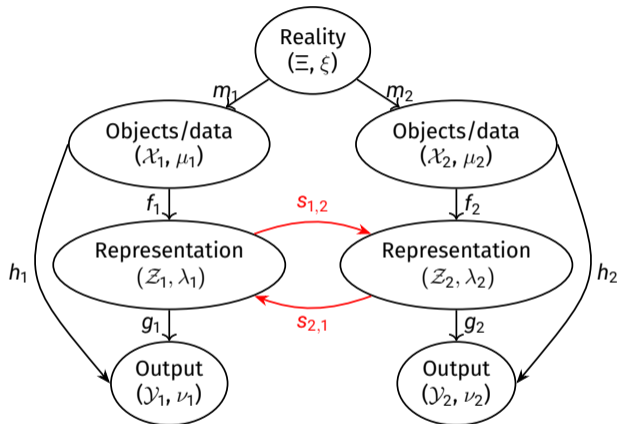 Reality
(Ξ, ξ)
m₁
m₂
Objects/data
(𝒳₁, μ₁)
Objects/data
(𝒳₂, μ₂)
f₁
s₁,₂
f₂
Representation
(𝒵₁, λ₁)
Representation
(𝒵₂, λ₂)
h₁
h₂
g₁
s₂,₁
g₂
Output
(𝒴₁, ν₁)
Output
(𝒴₂, ν₂)